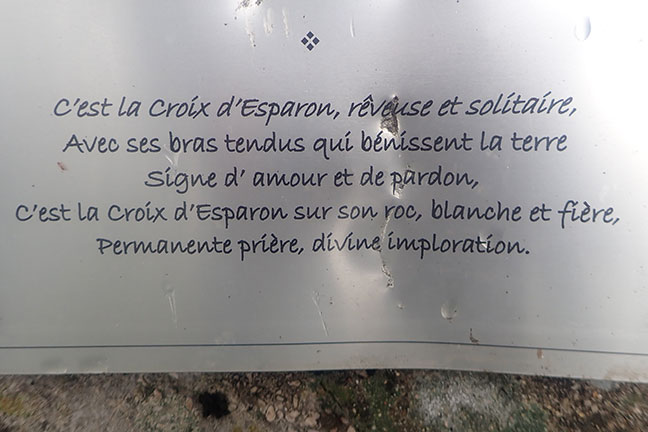 C'est la Croix d'Esparon, rêveuse et solitaire,
Avec ses bras tendus qui bénissent la terre
Signe d' amour et de pardon,
C'est la Croix d'Esparon sur son roc, blanche et fière,
Permanente prière, divine imploration.